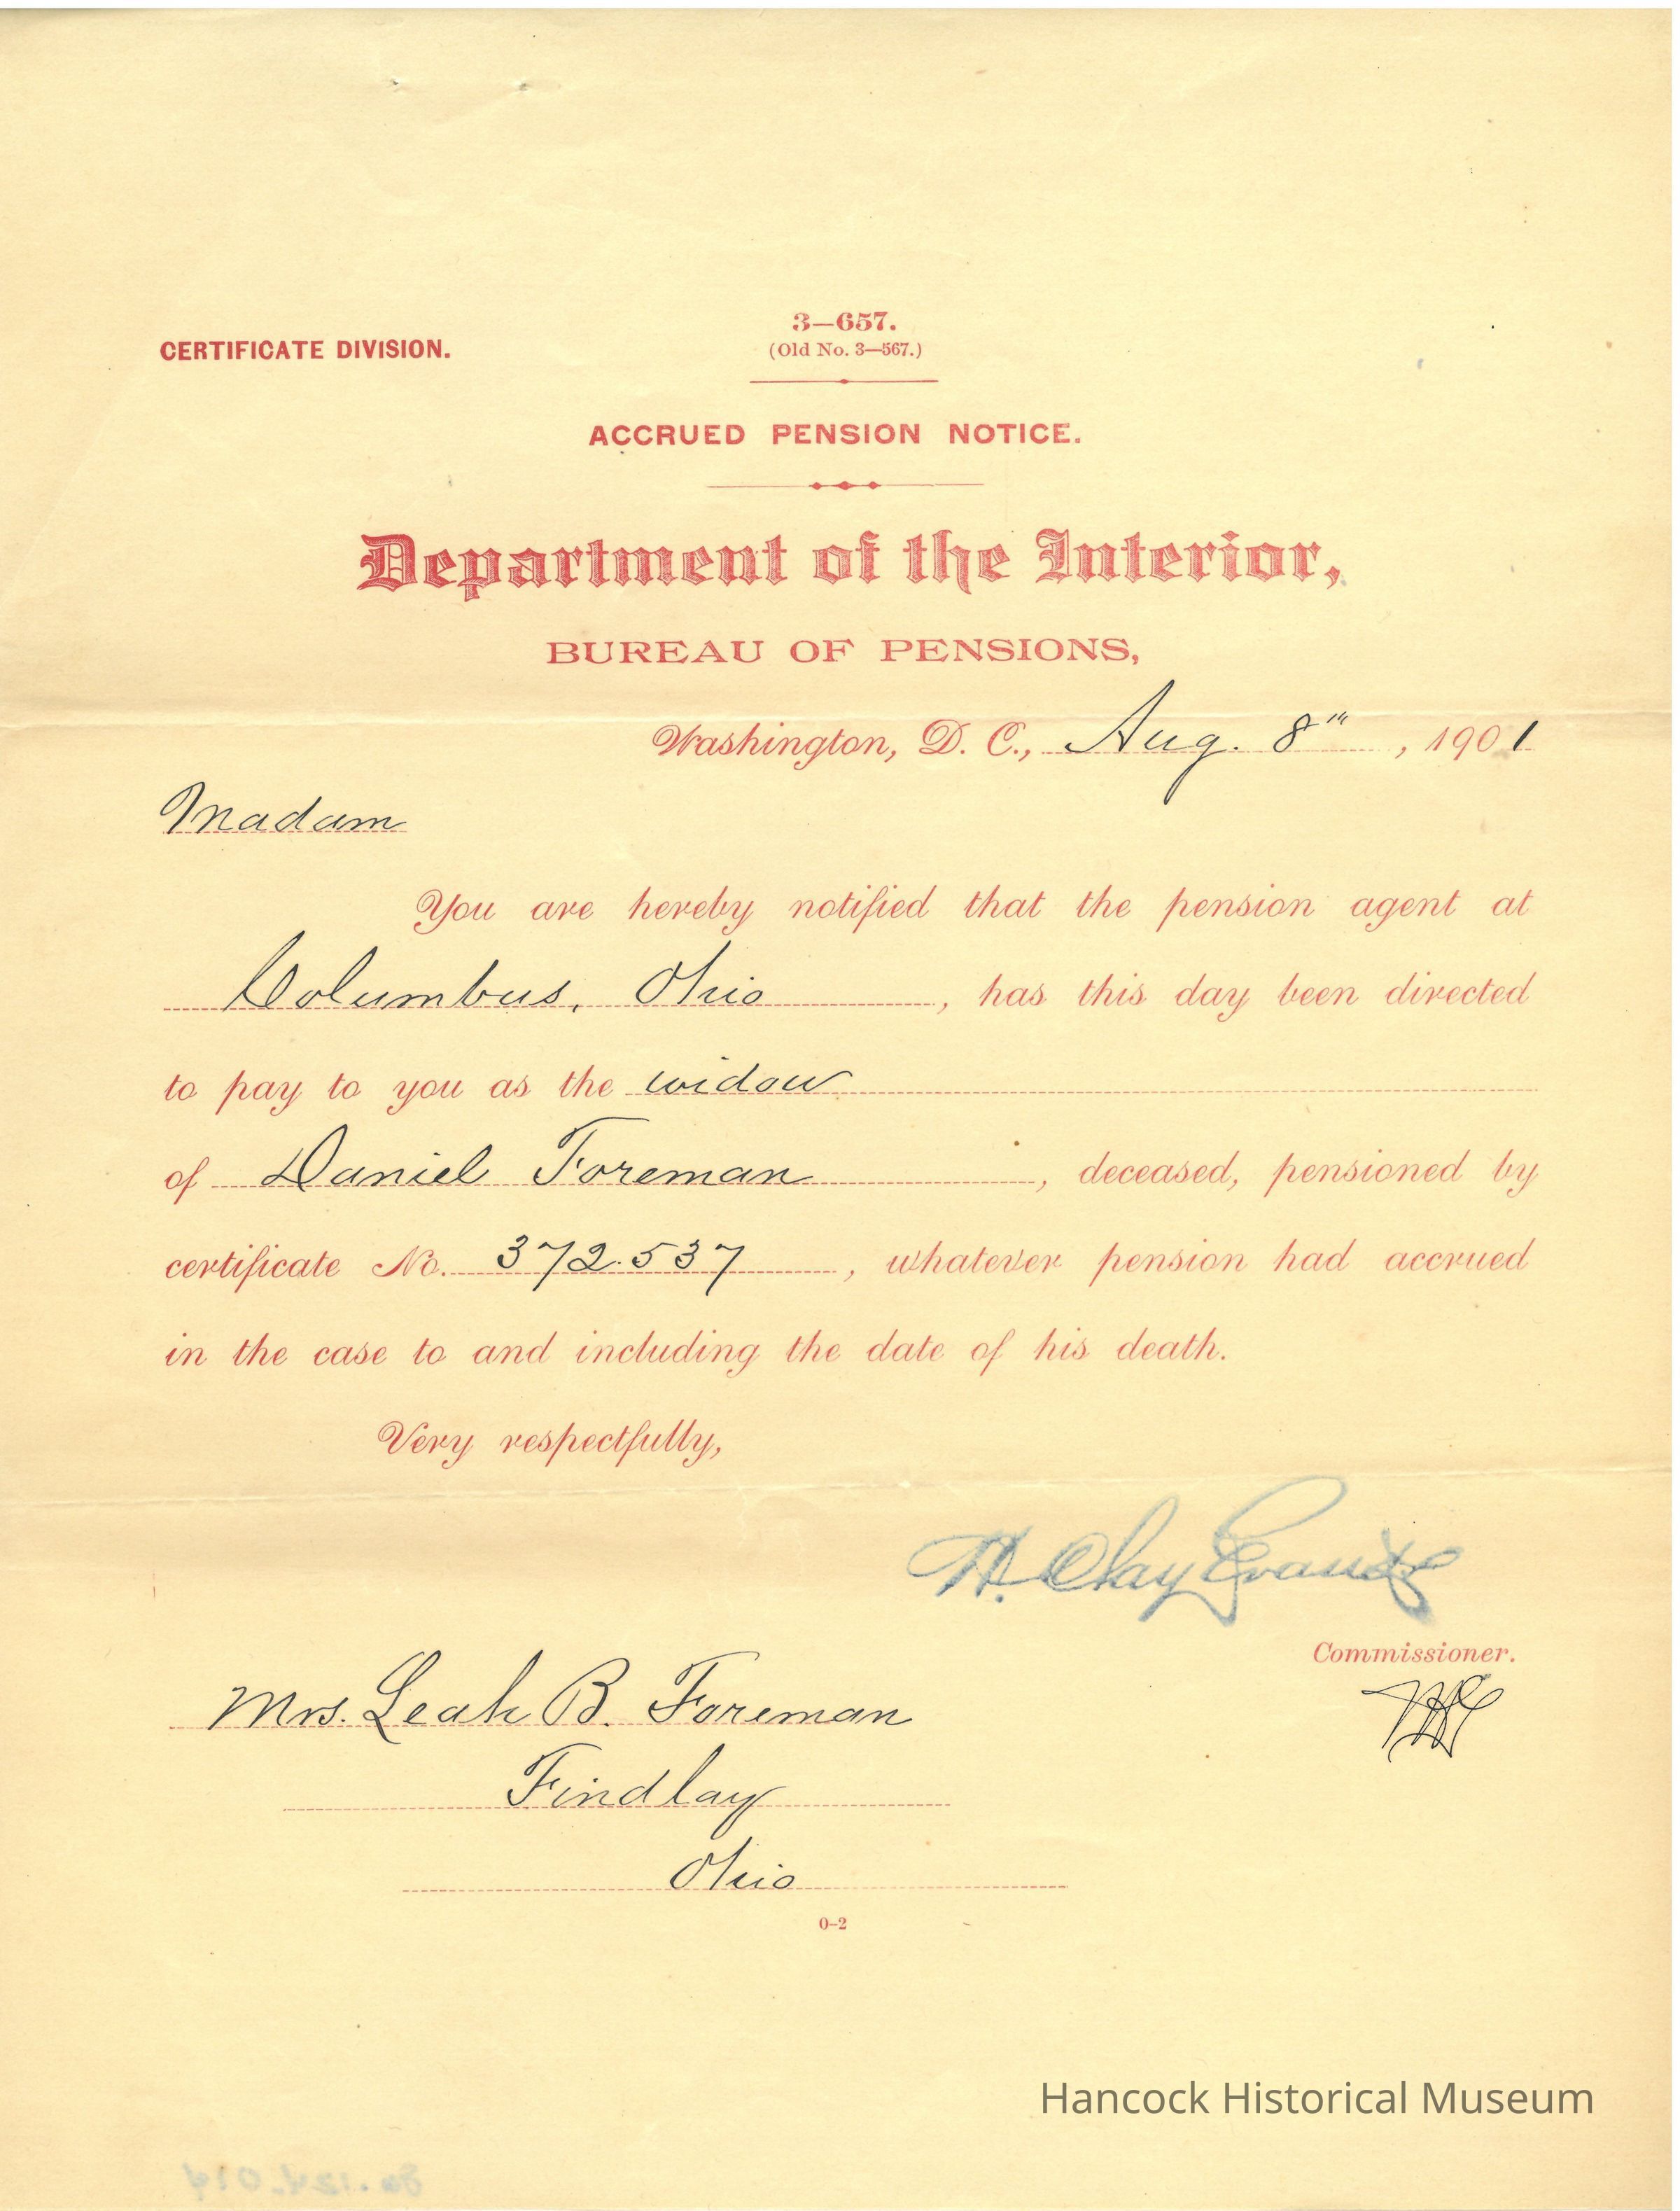 3—657.
CERTIFICATE DIVISION.
(Old No. 3—567.)
ACCRUED PENSION NOTICE.
Department of the Interior,
BUREAU OF PENSIONS,
Washington, D. C., Aug. 8", 1901
Madam
You are hereby notified that the pension agent at
Columbus, Ohio, has this day been directed
to pay to you as the widow
of Daniel Foreman, deceased, pensioned by
certificate No. 372.537, whatever pension had accrued
in the case to and including the date of his death.
Very respectfully,
H. Clay Evans
Commissioner.
Mrs. Leah B. Foreman
Findlay
Ohio
0-2
Hancock Historical Museum